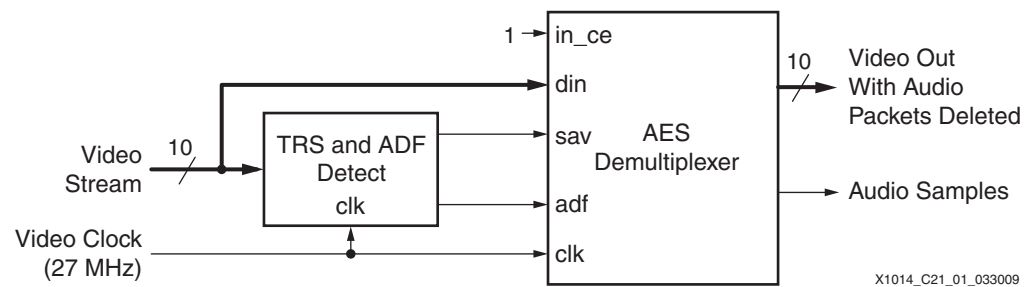 1
in_ce
10
Video Out
With Audio
Packets Deleted
din
10
Video
Stream
TRS and ADF
Detect
clk
sav
AES
Demultiplexer
adf
Audio Samples
Video Clock
(27 MHz)
clk
X1014_C21_01_033009